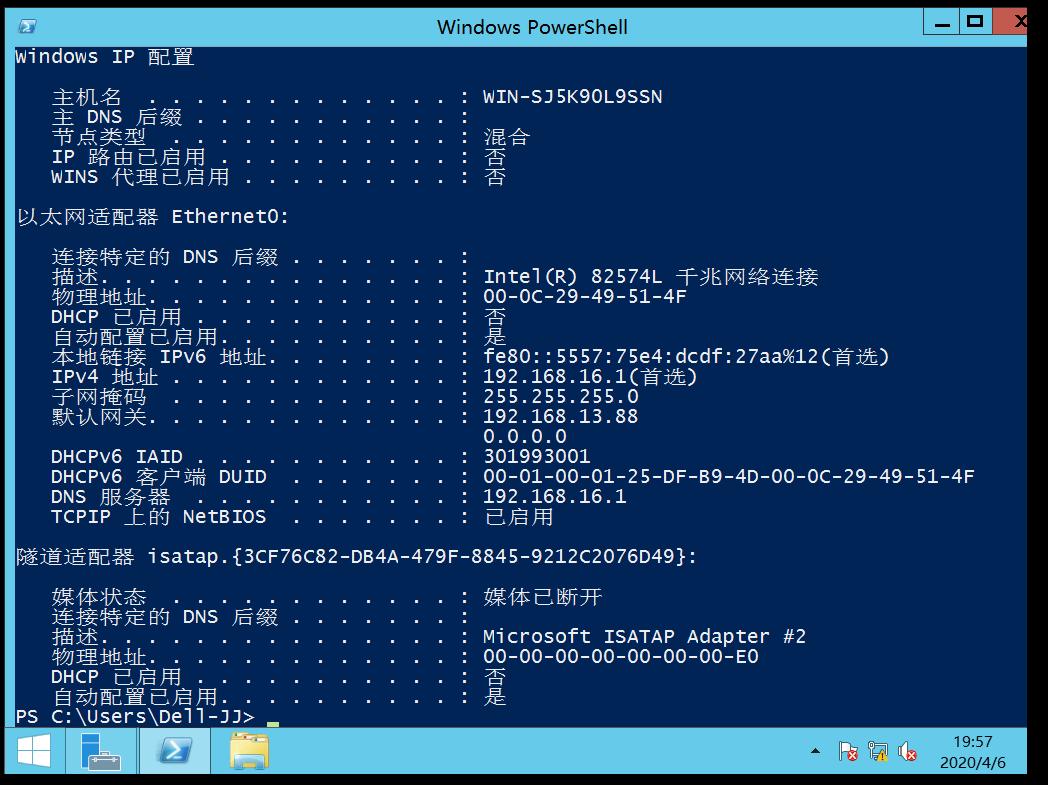 Windows PowerShell
Windows IP 配置
主机名 . . . . . . . . . . . . . : WIN-SJ5K9OL9SSN
主 DNS 后缀 . . . . . . . . . . . :
节点类型 . . . . . . . . . . . . : 混合
IP 路由已启用 . . . . . . . . . . : 否
WINS 代理已启用 . . . . . . . . . : 否
以太网适配器 Ethernet0:
连接特定的 DNS 后缀 . . . . . . . :
描述. . . . . . . . . . . . . . . : Intel(R) 82574L 千兆网络连接
物理地址. . . . . . . . . . . . . : 00-0C-29-49-51-4F
DHCP 已启用 . . . . . . . . . . . : 否
自动配置已启用. . . . . . . . . . : 是
本地链接 IPv6 地址. . . . . . . . : fe80::5557:75e4:dcdf:27aa%12(首选)
IPv4 地址 . . . . . . . . . . . . : 192.168.16.1(首选)
子网掩码 . . . . . . . . . . . . : 255.255.255.0
默认网关. . . . . . . . . . . . . : 192.168.13.88
0.0.0.0
DHCPv6 IAID . . . . . . . . . . . : 301993001
DHCPv6 客户端 DUID . . . . . . . : 00-01-00-01-25-DF-B9-4D-00-0C-29-49-51-4F
DNS 服务器 . . . . . . . . . . . : 192.168.16.1
TCPIP 上的 NetBIOS . . . . . . . : 已启用
隧道适配器 isatap.{3CF76C82-DB4A-479F-8845-9212C2076D49}:
媒体状态 . . . . . . . . . . . . : 媒体已断开
连接特定的 DNS 后缀 . . . . . . . :
描述. . . . . . . . . . . . . . . : Microsoft ISATAP Adapter #2
物理地址. . . . . . . . . . . . . : 00-00-00-00-00-00-00-E0
DHCP 已启用 . . . . . . . . . . . : 否
自动配置已启用. . . . . . . . . . : 是
PS C:\Users\Dell-JJ>
19:57
2020/4/6